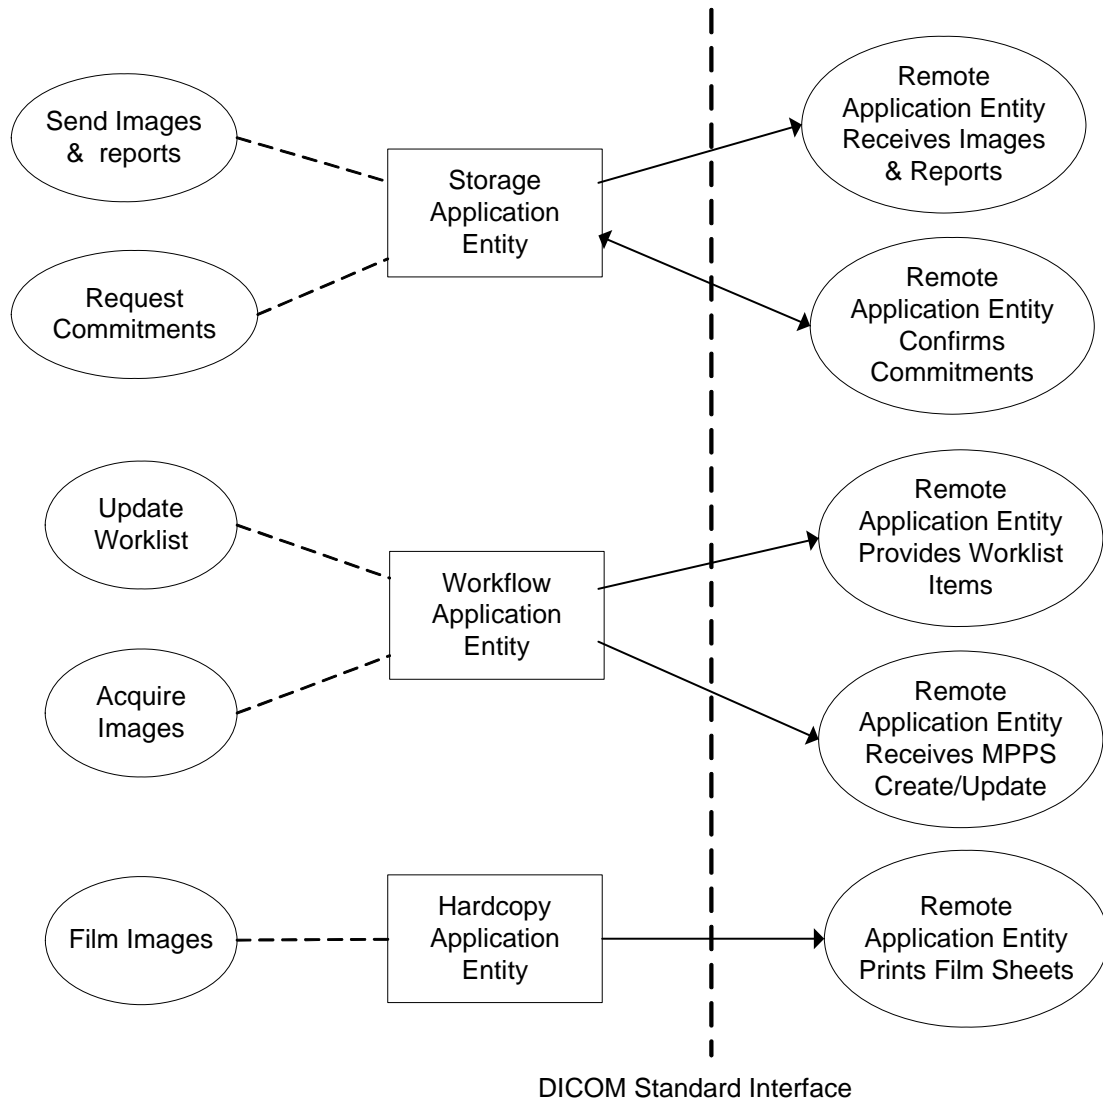 Send Images
& reports
Storage
Application
Entity
Remote
Application Entity
Receives Images
& Reports
Request
Commitments
Remote
Application Entity
Confirms
Commitments
Update
Worklist
Workflow
Application
Entity
Remote
Application Entity
Provides Worklist
Items
Acquire
Images
Remote
Application Entity
Receives MPPS
Create/Update
Film Images
Hardcopy
Application
Entity
Remote
Application Entity
Prints Film Sheets
DICOM Standard Interface